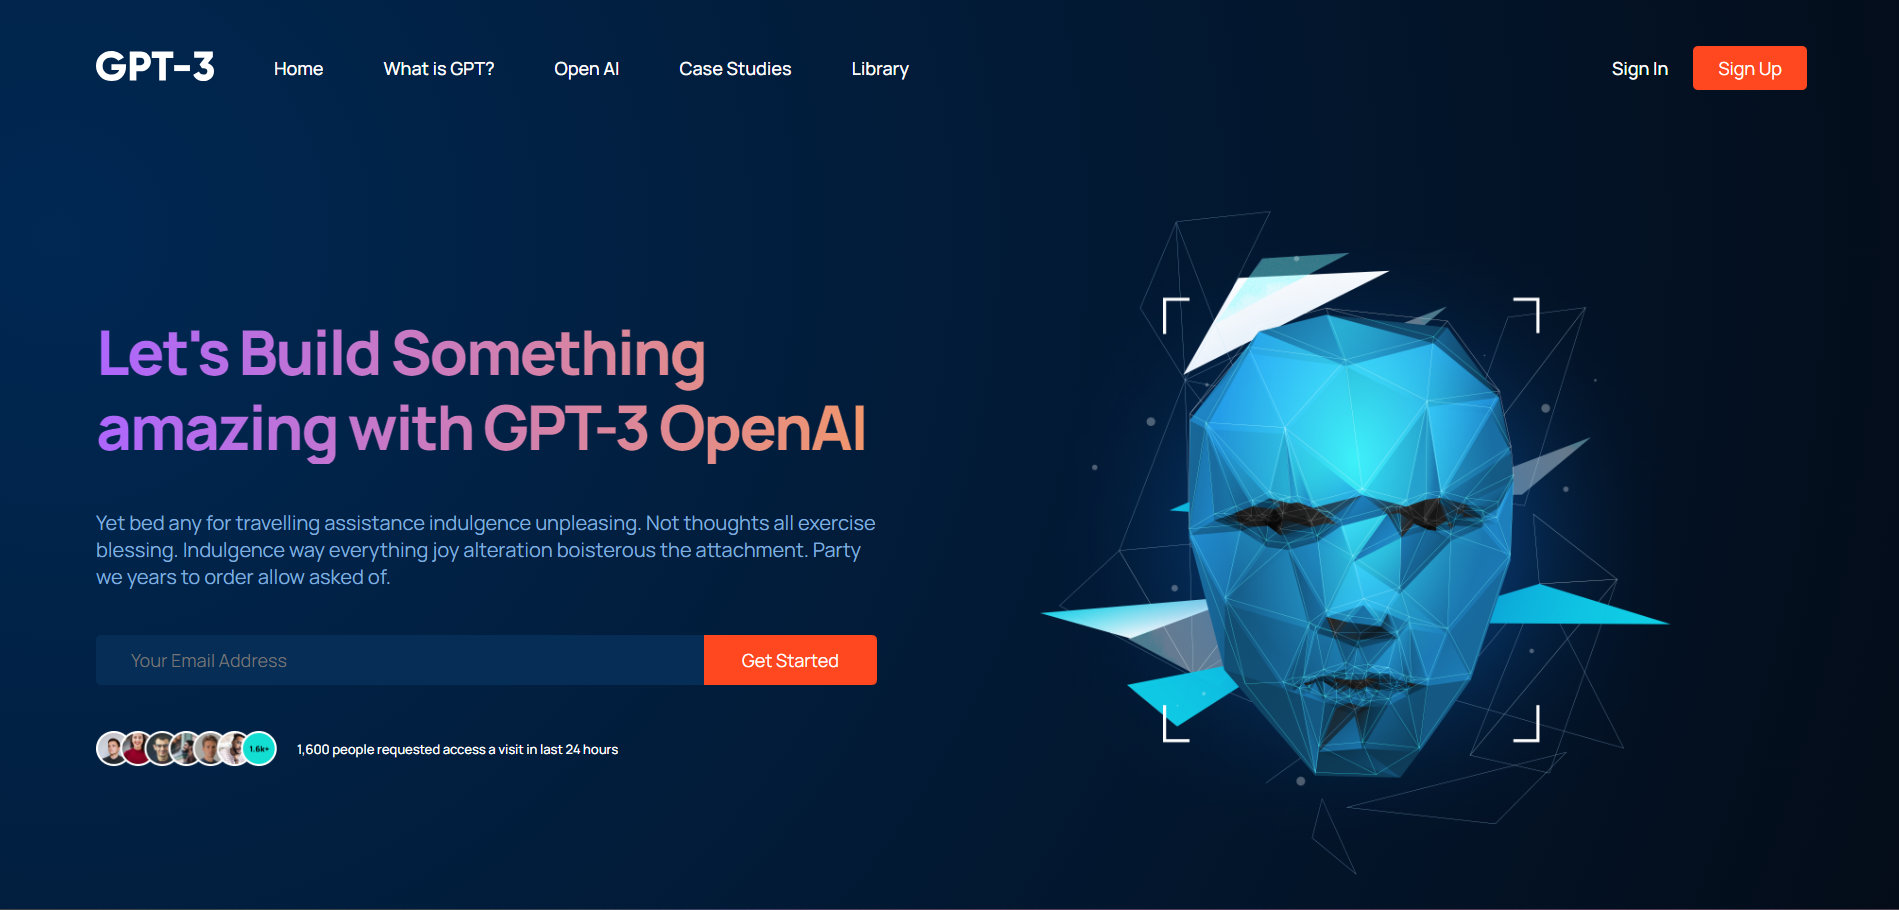 GPT-3 Home What is GPT? Open AI Case Studies Library Sign In Sign Up
Let's Build Something
amazing with GPT-3 OpenAI
Yet bed any for travelling assistance indulgence unpleasing. Not thoughts all exercise
blessing. Indulgence way everything joy alteration boisterous the attachment. Party
we years to order allow asked of.
Your Email Address Get Started
1.6k+ 1,600 people requested access a visit in last 24 hours